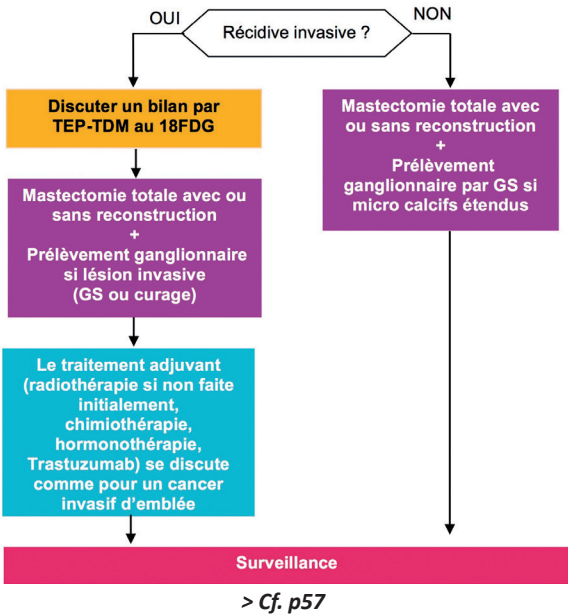 OUI
Récidive invasive ?
NON
Discuter un bilan par
TEP-TDM au 18FDG
Mastectomie totale avec ou
sans reconstruction
+
Prélèvement ganglionnaire
si lésion invasive
(GS ou curage)
Le traitement adjuvant
(radiothérapie si non faite
initialement,
chimiothérapie,
hormonothérapie,
Trastuzumab) se discute
comme pour un cancer
invasif d’emblée
Mastectomie totale avec
ou sans reconstruction
+
Prélèvement
ganglionnaire par GS si
micro calcifs étendus
Surveillance
> Cf. p57